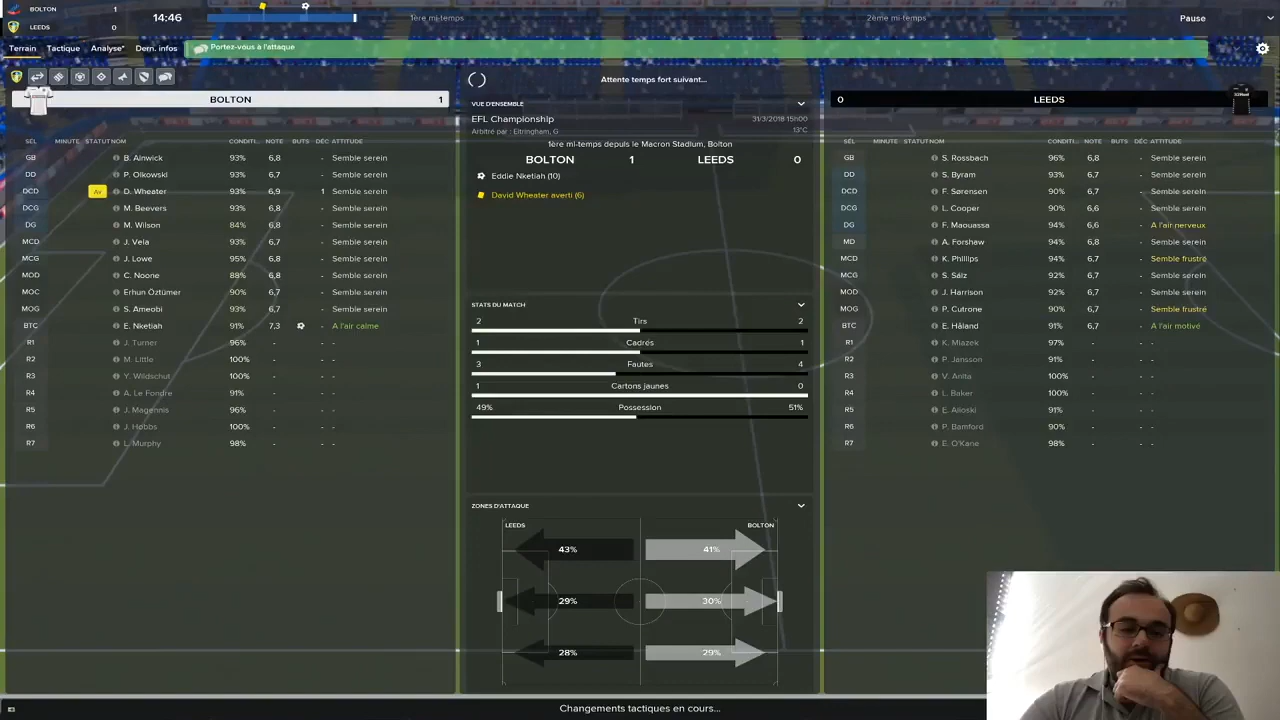 BOLTON 1
LEEDS 0
14:46
1ère mi-temps
2ème mi-temps
Pause
Terrain Tactique Analyse* Dern. infos
Portez-vous à l'attaque
BOLTON 1
Attente temps fort suivant...
0 LEEDS
SÉL MINUTE STATUT NOM CONDITI... NOTE BUTS DÉC ATTITUDE
GB B. Alnwick 93% 6,8 - Semble serein
DD P. Olkowski 93% 6,7 - Semble serein
DCD Av D. Wheater 93% 6,9 1 Semble serein
DCG M. Beevers 93% 6,8 - Semble serein
DG M. Wilson 84% 6,8 - Semble serein
MCD J. Vela 93% 6,7 - Semble serein
MCG J. Lowe 95% 6,8 - Semble serein
MOD C. Noone 88% 6,8 - Semble serein
MOC Erhun Öztümer 90% 6,7 - Semble serein
MOG S. Ameobi 93% 6,7 - Semble serein
BTC E. Nketiah 91% 7,3 - A l'air calme
R1 J. Turner 96% - - -
R2 M. Little 100% - - -
R3 Y. Wildschut 100% - - -
R4 A. Le Fondre 91% - - -
R5 J. Magennis 96% - - -
R6 J. Hobbs 100% - - -
R7 L. Murphy 98% - - -
VUE D'ENSEMBLE
EFL Championship 31/3/2018 15h00
Arbitré par : Eltringham, G 13°C
1ère mi-temps depuis le Macron Stadium, Bolton
BOLTON 1 LEEDS 0
Eddie Nketiah (10)
David Wheater averti (6)
STATS DU MATCH
2 Tirs 2
1 Cadrés 1
3 Fautes 4
1 Cartons jaunes 0
49% Possession 51%
ZONES D'ATTAQUE
LEEDS BOLTON
43% 41%
29% 30%
28% 29%
SÉL MINUTE STATUT NOM CONDITI... NOTE BUTS DÉC ATTITUDE
GB S. Rossbach 96% 6,8 - Semble serein
DD S. Byram 93% 6,7 - Semble serein
DCD F. Sørensen 90% 6,7 - Semble serein
DCG L. Cooper 90% 6,6 - Semble serein
DG F. Maouassa 94% 6,6 - A l'air nerveux
MD A. Forshaw 94% 6,8 - Semble serein
MCD K. Phillips 94% 6,7 - Semble frustré
MCG S. Sáiz 92% 6,7 - Semble serein
MOD J. Harrison 92% 6,7 - Semble serein
MOG P. Cutrone 90% 6,7 - Semble frustré
BTC E. Håland 91% 6,7 - A l'air motivé
R1 K. Miazek 97% - - -
R2 P. Jansson 91% - - -
R3 V. Anita 100% - - -
R4 L. Baker 100% - - -
R5 E. Alioski 91% - - -
R6 P. Bamford 90% - - -
R7 E. O'Kane 98% - - -
Changements tactiques en cours...